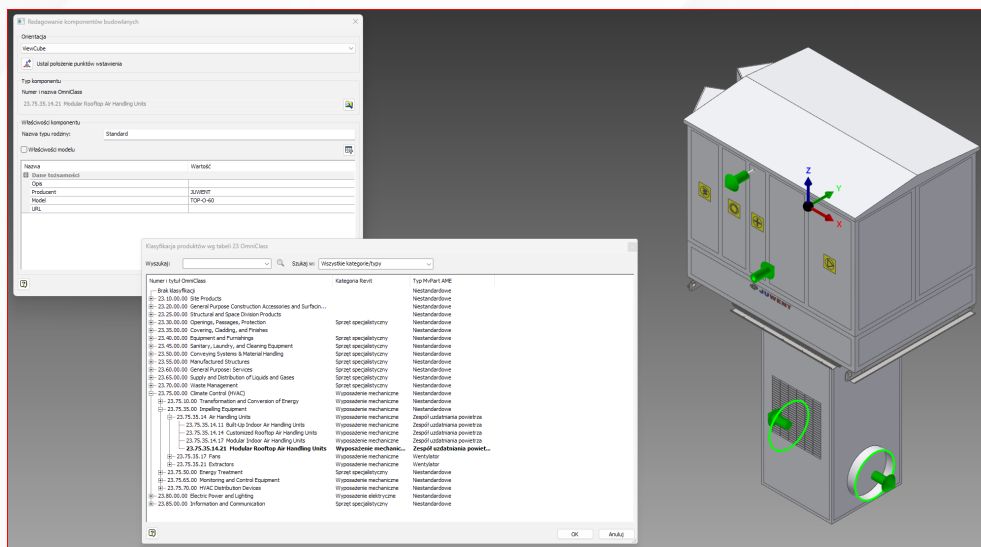 Redagowanie komponentów budowlanych
Orientacja
ViewCube
Ustal położenie punktów wstawienia
Typ komponentu
Numer i nazwa OmniClass
23.75.35.14.21 Modular Rooftop Air Handling Units
Właściwości komponentu
Nazwa typu rodziny: Standard
Właściwości modelu
Nazwa Wartość
Dane tożsamości
Opis
Producent JUWENT
Model TOP-O-60
URL
Klasyfikacja produktów wg tabeli 23 OmniClass
Wyszukaj: Szukaj w: Wszystkie kategorie/typy
Numer i tytuł OmniClass Kategoria Revit Typ MvPart AME
Brak klasyfikacji Niestandardowe
23.10.00.00 Site Products Niestandardowe
23.20.00.00 General Purpose Construction Accessories and Surfacin... Niestandardowe
23.25.00.00 Structural and Space Division Products Niestandardowe
23.30.00.00 Openings, Passages, Protection Sprzęt specjalistyczny Niestandardowe
23.35.00.00 Covering, Cladding, and Finishes Niestandardowe
23.40.00.00 Equipment and Furnishings Sprzęt specjalistyczny Niestandardowe
23.45.00.00 Sanitary, Laundry, and Cleaning Equipment Sprzęt specjalistyczny Niestandardowe
23.50.00.00 Conveying Systems & Material Handling Sprzęt specjalistyczny Niestandardowe
23.55.00.00 Manufactured Structures Sprzęt specjalistyczny Niestandardowe
23.60.00.00 General Purpose: Services Sprzęt specjalistyczny Niestandardowe
23.65.00.00 Supply and Distribution of Liquids and Gases Sprzęt specjalistyczny Niestandardowe
23.70.00.00 Waste Management Sprzęt specjalistyczny Niestandardowe
23.75.00.00 Climate Control (HVAC) Wyposażenie mechaniczne Niestandardowe
23.75.10.00 Transformation and Conversion of Energy Wyposażenie mechaniczne Niestandardowe
23.75.35.00 Impelling Equipment Wyposażenie mechaniczne Niestandardowe
23.75.35.14 Air Handling Units Wyposażenie mechaniczne Zespół uzdatniania powietrza
23.75.35.14.11 Built-Up Indoor Air Handling Units Wyposażenie mechaniczne Zespół uzdatniania powietrza
23.75.35.14.14 Customized Rooftop Air Handling Units Wyposażenie mechaniczne Zespół uzdatniania powietrza
23.75.35.14.17 Modular Indoor Air Handling Units Wyposażenie mechaniczne Zespół uzdatniania powietrza
23.75.35.14.21 Modular Rooftop Air Handling Units Wyposażenie mechanic... Zespół uzdatniania powiet...
23.75.35.17 Fans Wyposażenie mechaniczne Wentylator
23.75.35.21 Extractors Wyposażenie mechaniczne Wentylator
23.75.50.00 Energy Treatment Sprzęt specjalistyczny Niestandardowe
23.75.65.00 Monitoring and Control Equipment Wyposażenie mechaniczne Niestandardowe
23.75.70.00 HVAC Distribution Devices Wyposażenie mechaniczne Niestandardowe
23.80.00.00 Electric Power and Lighting Wyposażenie elektryczne Niestandardowe
23.85.00.00 Information and Communication Sprzęt specjalistyczny Niestandardowe
OK Anuluj
Z
Y
X
JUWENT